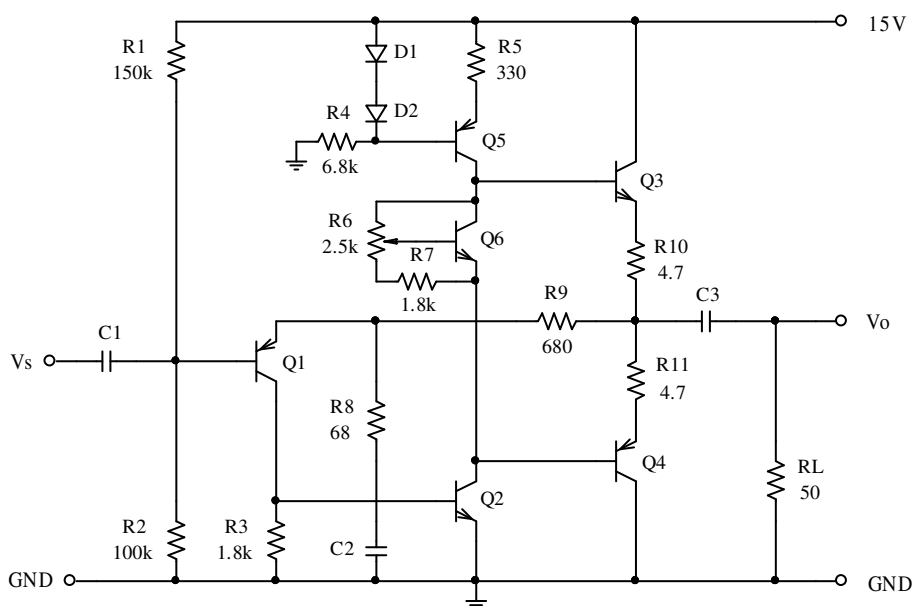 R1
150k
D1
R5
330
15V
R4
6.8k
D2
Q5
Q3
R6
2.5k
R7
1.8k
Q6
R10
4.7
C1
Vs
Q1
R9
680
C3
Vo
R8
68
R11
4.7
Q4
RL
50
R2
100k
R3
1.8k
C2
Q2
GND
GND